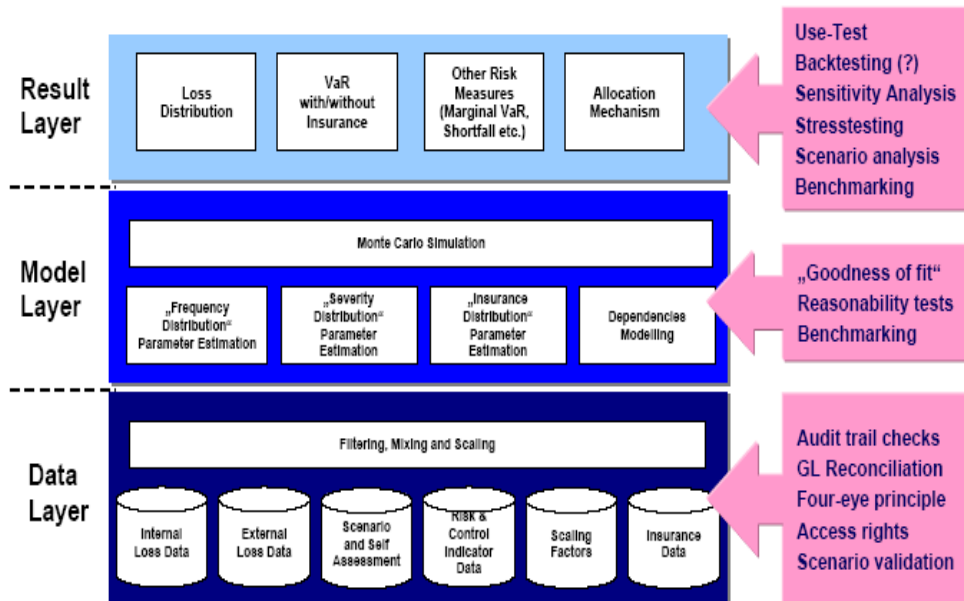 Result
Layer
Loss
Distribution
VaR
with/without
Insurance
Other Risk
Measures
(Marginal VaR,
Shortfall etc.)
Allocation
Mechanism
Use-Test
Backtesting (?)
Sensitivity Analysis
Stresstesting
Scenario analysis
Benchmarking
Model
Layer
Monte Carlo Simulation
„Frequency
Distribution“
Parameter Estimation
„Severity
Distribution“
Parameter
Estimation
„Insurance
Distribution“
Parameter
Estimation
Dependencies
Modelling
„Goodness of fit“
Reasonability tests
Benchmarking
Data
Layer
Filtering, Mixing and Scaling
Internal
Loss Data
External
Loss Data
Scenario
and Self
Assessment
Risk &
Control
Indicator
Data
Scaling
Factors
Insurance
Data
Audit trail checks
GL Reconciliation
Four-eye principle
Access rights
Scenario validation